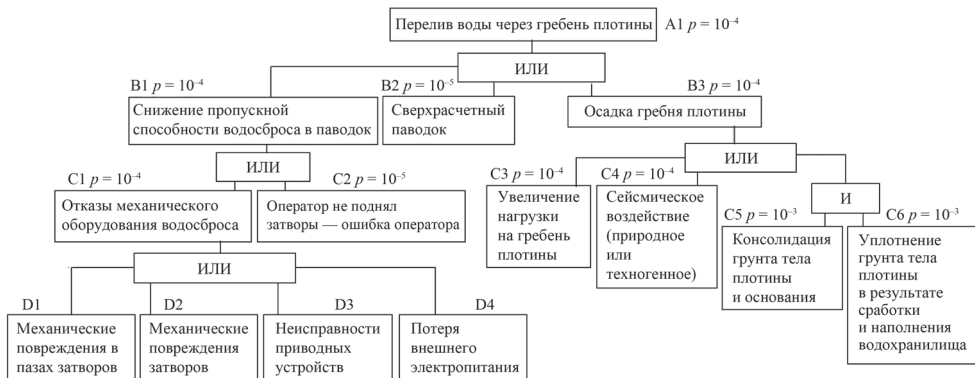 Перелив воды через гребень плотины
A1 p = 10⁻⁴
ИЛИ
B1 p = 10⁻⁴
Снижение пропускной
способности водосброса в паводок
B2 p = 10⁻⁵
Сверхрасчетный
паводок
B3 p = 10⁻⁴
Осадка гребня плотины
ИЛИ
ИЛИ
C1 p = 10⁻⁴
Отказы механического
оборудования водосброса
C2 p = 10⁻⁵
Оператор не поднял
затворы — ошибка оператора
C3 p = 10⁻⁴
Увеличение
нагрузки
на гребень
плотины
C4 p = 10⁻⁴
Сейсмическое
воздействие
(природное
или
техногенное)
И
C5 p = 10⁻³
Консолидация
грунта тела
плотины
и основания
C6 p = 10⁻³
Уплотнение
грунта тела
плотины
в результате
сработки
и наполнения
водохранилища
ИЛИ
D1
Механические
повреждения в
пазах затворов
D2
Механические
повреждения
затворов
D3
Неисправности
приводных
устройств
D4
Потеря
внешнего
электропитания